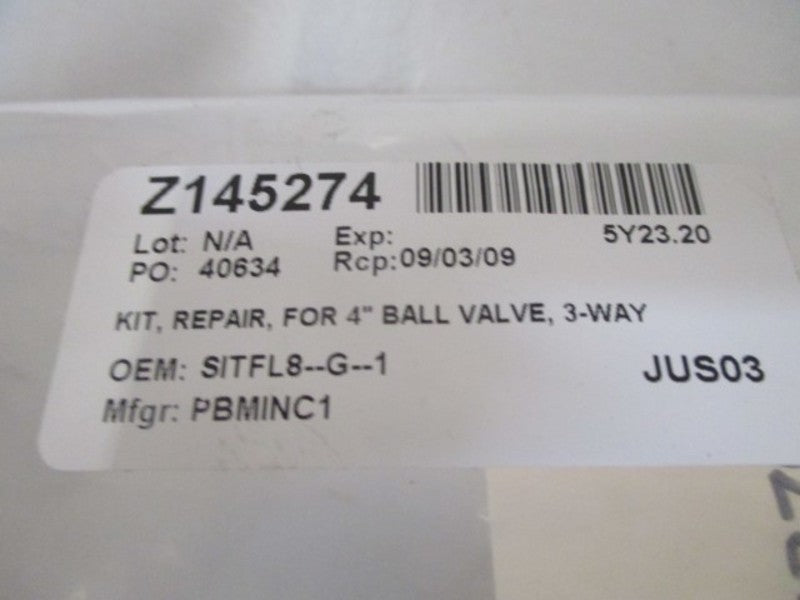 Z145274
Lot: N/A Exp: 5Y23.20
PO: 40634 Rcp:09/03/09
KIT, REPAIR, FOR 4" BALL VALVE, 3-WAY
OEM: SITFL8--G--1 JUS03
Mfgr: PBMINC1